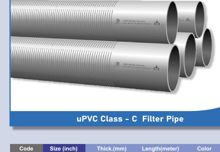 uPVC Class - C Filter Pipe
Code Size (inch) Thick.(mm) Length(meter) Color